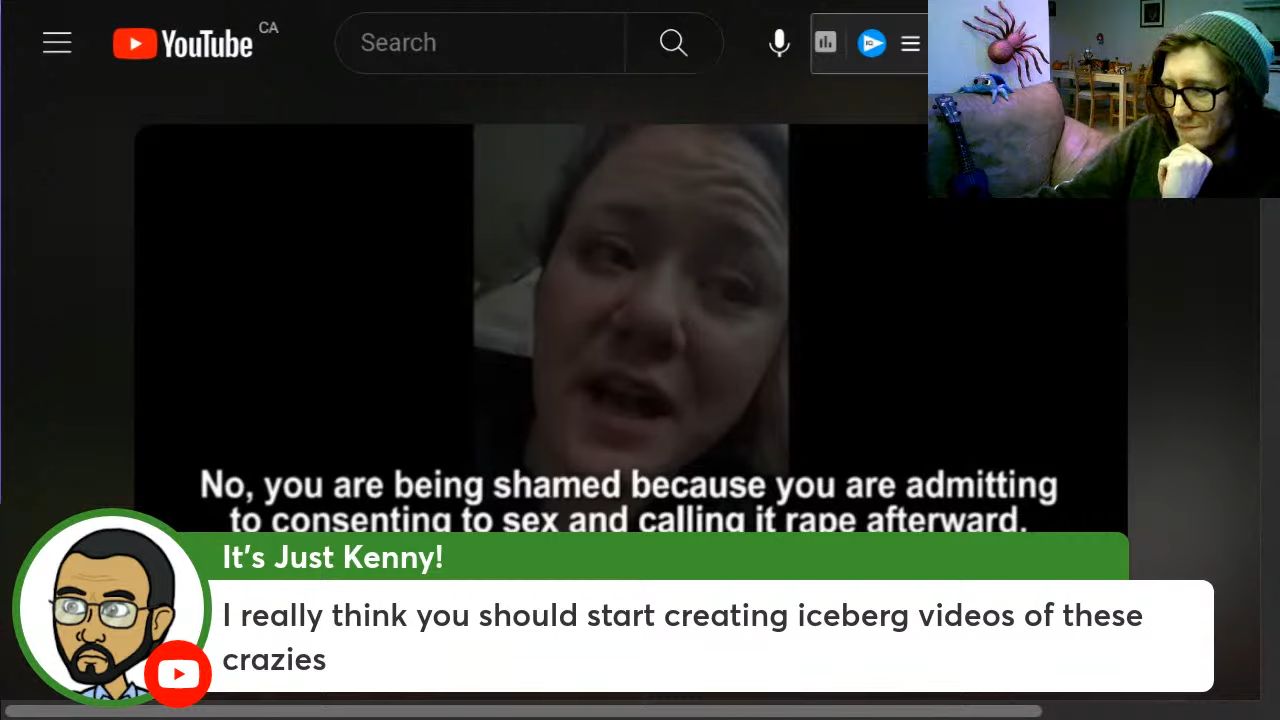 YouTube CA
Search
No, you are being shamed because you are admitting
to consenting to sex and calling it rape afterward.
It's Just Kenny!
I really think you should start creating iceberg videos of these
crazies